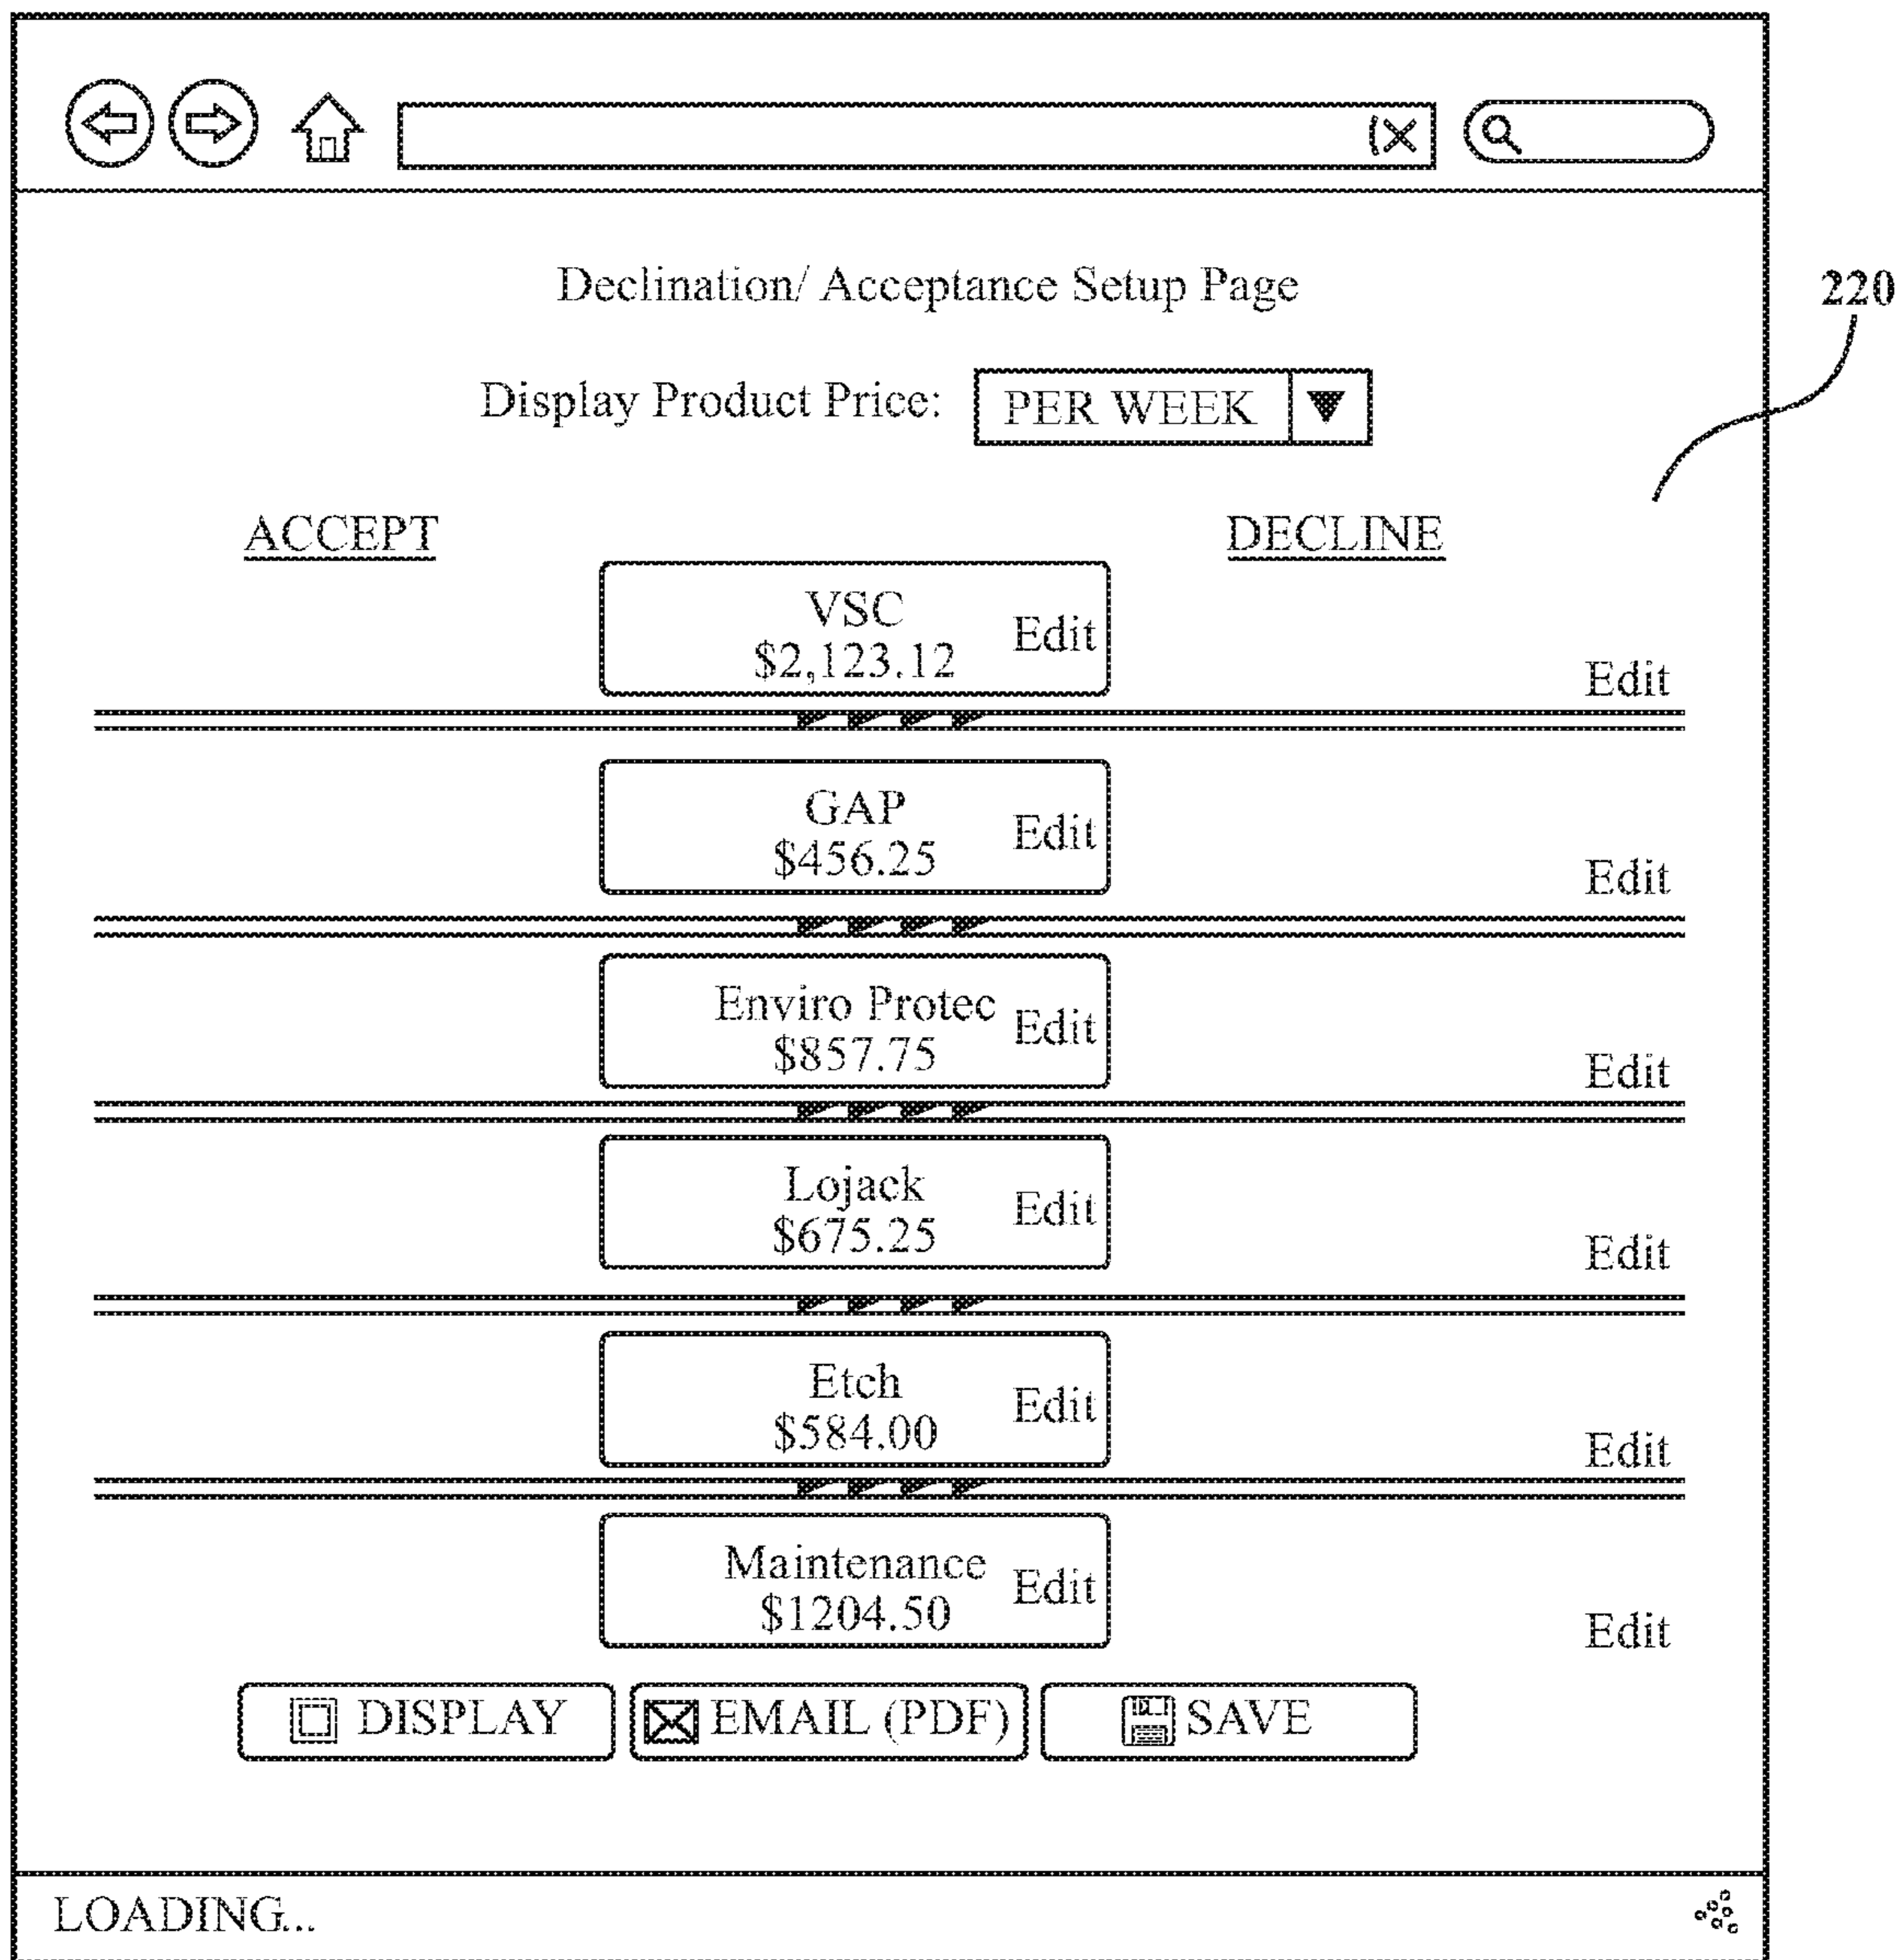 Declination/ Acceptance Setup Page
220
Display Product Price: PER WEEK
ACCEPT DECLINE
VSC
$2,123.12
Edit
Edit
GAP
$456.25
Edit
Edit
Enviro Protec
$857.75
Edit
Edit
Lojack
$675.25
Edit
Edit
Etch
$584.00
Edit
Edit
Maintenance
$1204.50
Edit
Edit
DISPLAY EMAIL (PDF) SAVE
LOADING...